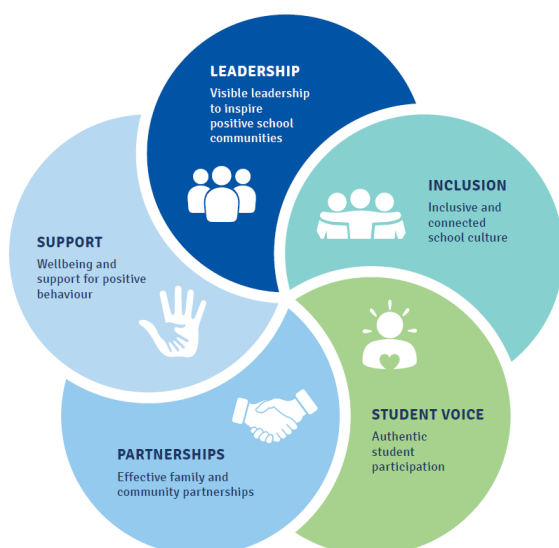 LEADERSHIP
Visible leadership
to inspire
positive school
communities
INCLUSION
Inclusive and
connected
school culture
STUDENT VOICE
Authentic
student
participation
PARTNERSHIPS
Effective family and
community partnerships
SUPPORT
Wellbeing and
support for positive
behaviour